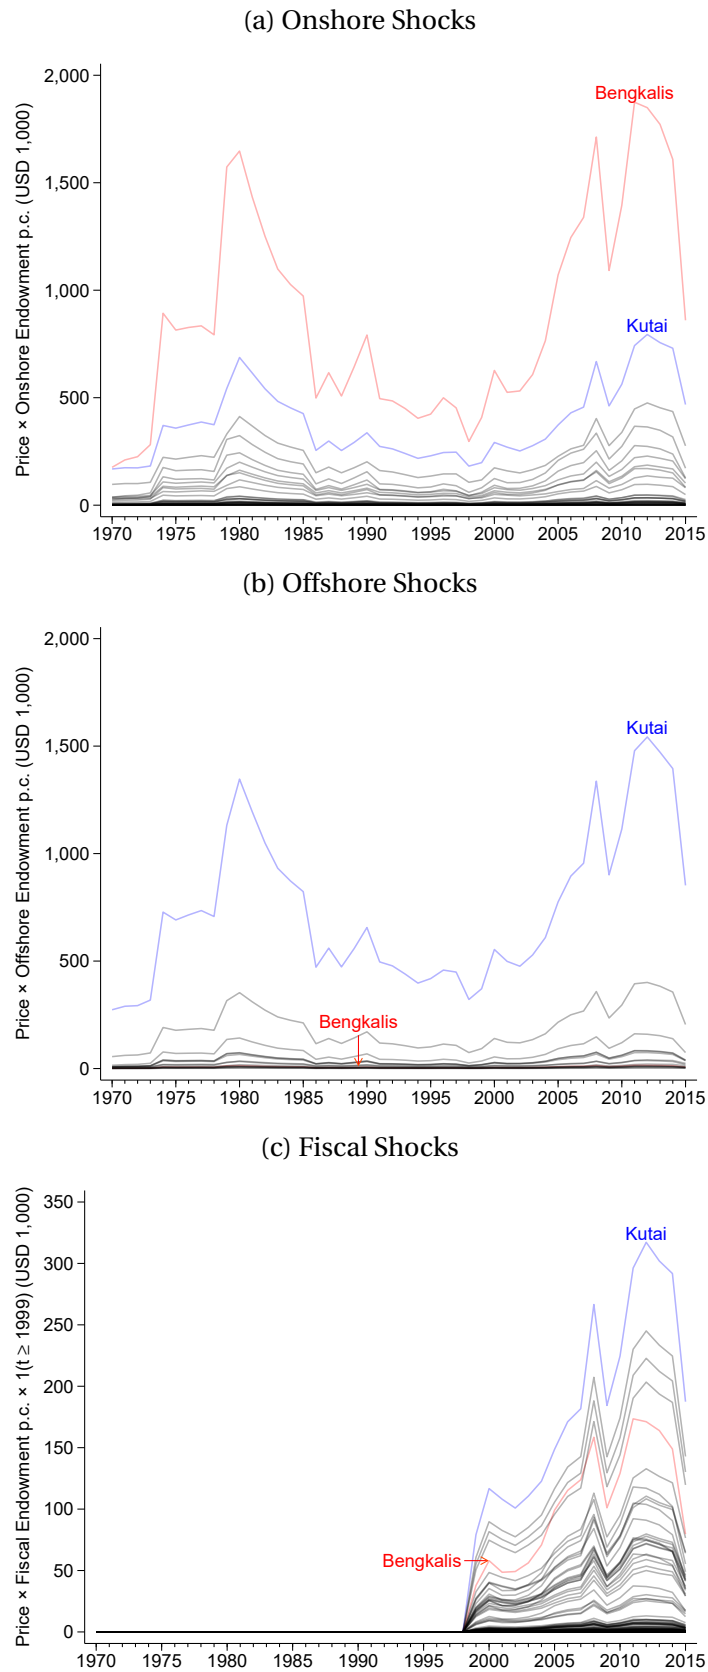 (a) Onshore Shocks
Price × Onshore Endowment p.c. (USD 1,000)
2,000
1,500
1,000
500
0
Bengkalis
Kutai
1970 1975 1980 1985 1990 1995 2000 2005 2010 2015
(b) Offshore Shocks
Price × Offshore Endowment p.c. (USD 1,000)
2,000
1,500
1,000
500
0
Kutai
Bengkalis
1970 1975 1980 1985 1990 1995 2000 2005 2010 2015
(c) Fiscal Shocks
Price × Fiscal Endowment p.c. × 1(t ≥ 1999) (USD 1,000)
350
300
250
200
150
100
50
0
Kutai
Bengkalis
1970 1975 1980 1985 1990 1995 2000 2005 2010 2015